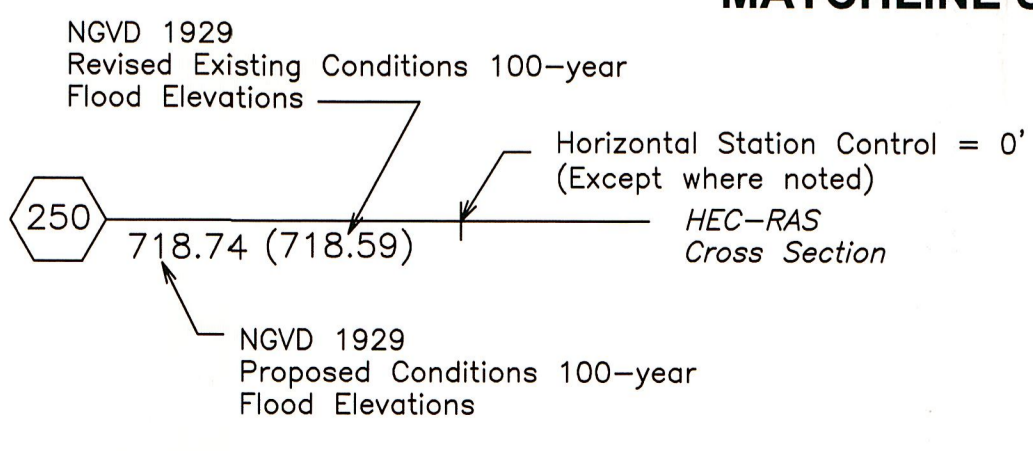 NGVD 1929
Revised Existing Conditions 100-year
Flood Elevations
Horizontal Station Control = 0'
(Except where noted)
250
718.74 (718.59)
HEC-RAS
Cross Section
NGVD 1929
Proposed Conditions 100-year
Flood Elevations